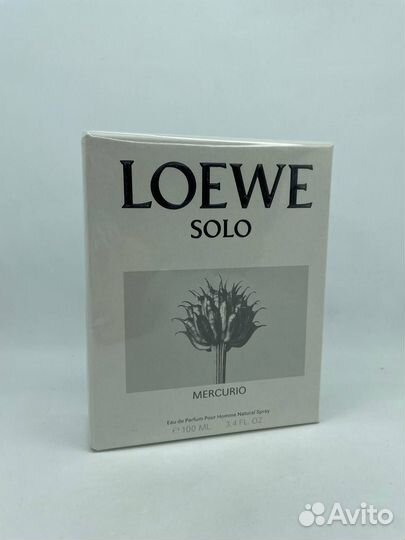 LOEWE
SOLO
MERCURIO
Eau de Parfum Pour Homme Natural Spray
℮ 100 ML 3.4 FL. OZ
Avito